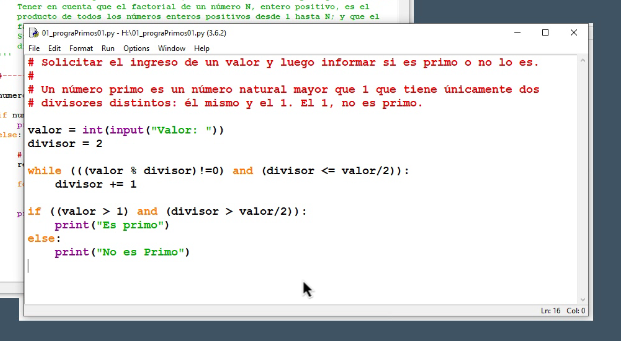 Tener en cuenta que el factorial de un número N, entero positivo, es el
producto de todos los números enteros positivos desde 1 hasta N; y que el
01_prograPrimos01.py - H:\01_prograPrimos01.py (3.6.2)
File Edit Format Run Options Window Help
# Solicitar el ingreso de un valor y luego informar si es primo o no lo es.
#
# Un número primo es un número natural mayor que 1 que tiene únicamente dos
# divisores distintos: él mismo y el 1. El 1, no es primo.
valor = int(input("Valor: "))
divisor = 2
while (((valor % divisor)!=0) and (divisor <= valor/2)):
divisor += 1
if ((valor > 1) and (divisor > valor/2)):
print("Es primo")
else:
print("No es Primo")
Ln: 16 Col: 0